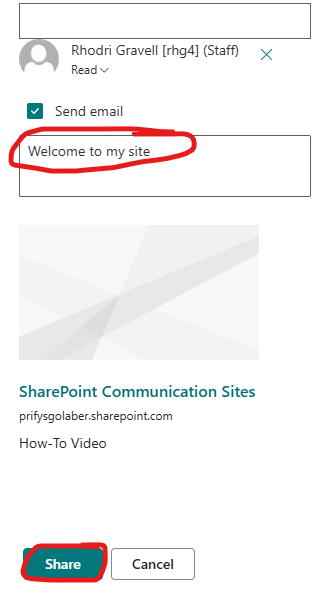 Rhodri Gravell [rhg4] (Staff)
Read
Send email
Welcome to my site
SharePoint Communication Sites
prifysgolaber.sharepoint.com
How-To Video
Share
Cancel